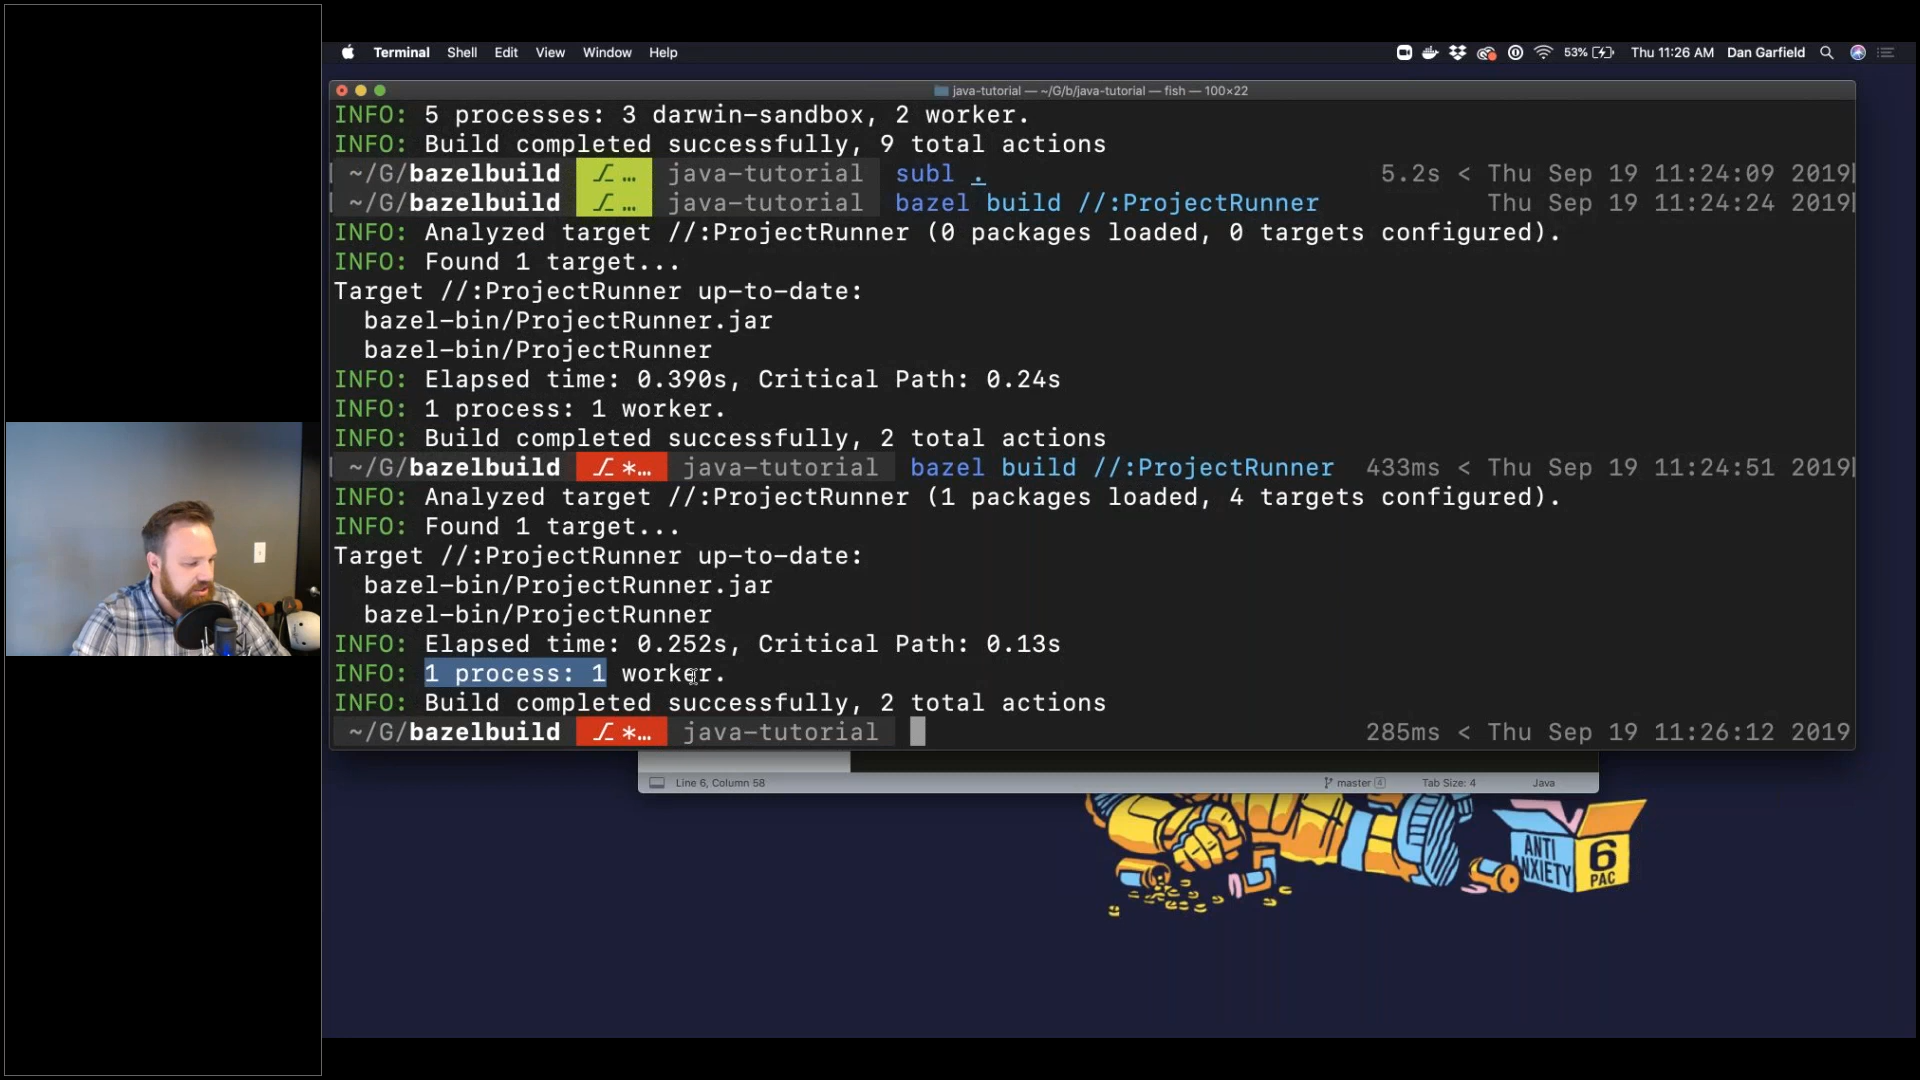 Terminal Shell Edit View Window Help 53% Thu 11:26 AM Dan Garfield
java-tutorial — ~/G/b/java-tutorial — fish — 100×22
INFO: 5 processes: 3 darwin-sandbox, 2 worker.
INFO: Build completed successfully, 9 total actions
~/G/bazelbuild ⎇ … java-tutorial subl . 5.2s < Thu Sep 19 11:24:09 2019
~/G/bazelbuild ⎇ … java-tutorial bazel build //:ProjectRunner Thu Sep 19 11:24:24 2019
INFO: Analyzed target //:ProjectRunner (0 packages loaded, 0 targets configured).
INFO: Found 1 target...
Target //:ProjectRunner up-to-date:
bazel-bin/ProjectRunner.jar
bazel-bin/ProjectRunner
INFO: Elapsed time: 0.390s, Critical Path: 0.24s
INFO: 1 process: 1 worker.
INFO: Build completed successfully, 2 total actions
~/G/bazelbuild ⎇ *… java-tutorial bazel build //:ProjectRunner 433ms < Thu Sep 19 11:24:51 2019
INFO: Analyzed target //:ProjectRunner (1 packages loaded, 4 targets configured).
INFO: Found 1 target...
Target //:ProjectRunner up-to-date:
bazel-bin/ProjectRunner.jar
bazel-bin/ProjectRunner
INFO: Elapsed time: 0.252s, Critical Path: 0.13s
INFO: 1 process: 1 worker.
INFO: Build completed successfully, 2 total actions
~/G/bazelbuild ⎇ *… java-tutorial 285ms < Thu Sep 19 11:26:12 2019
Line 6, Column 58 master 4 Tab Size: 4 Java
ANTI
ANXIETY
6
PAC